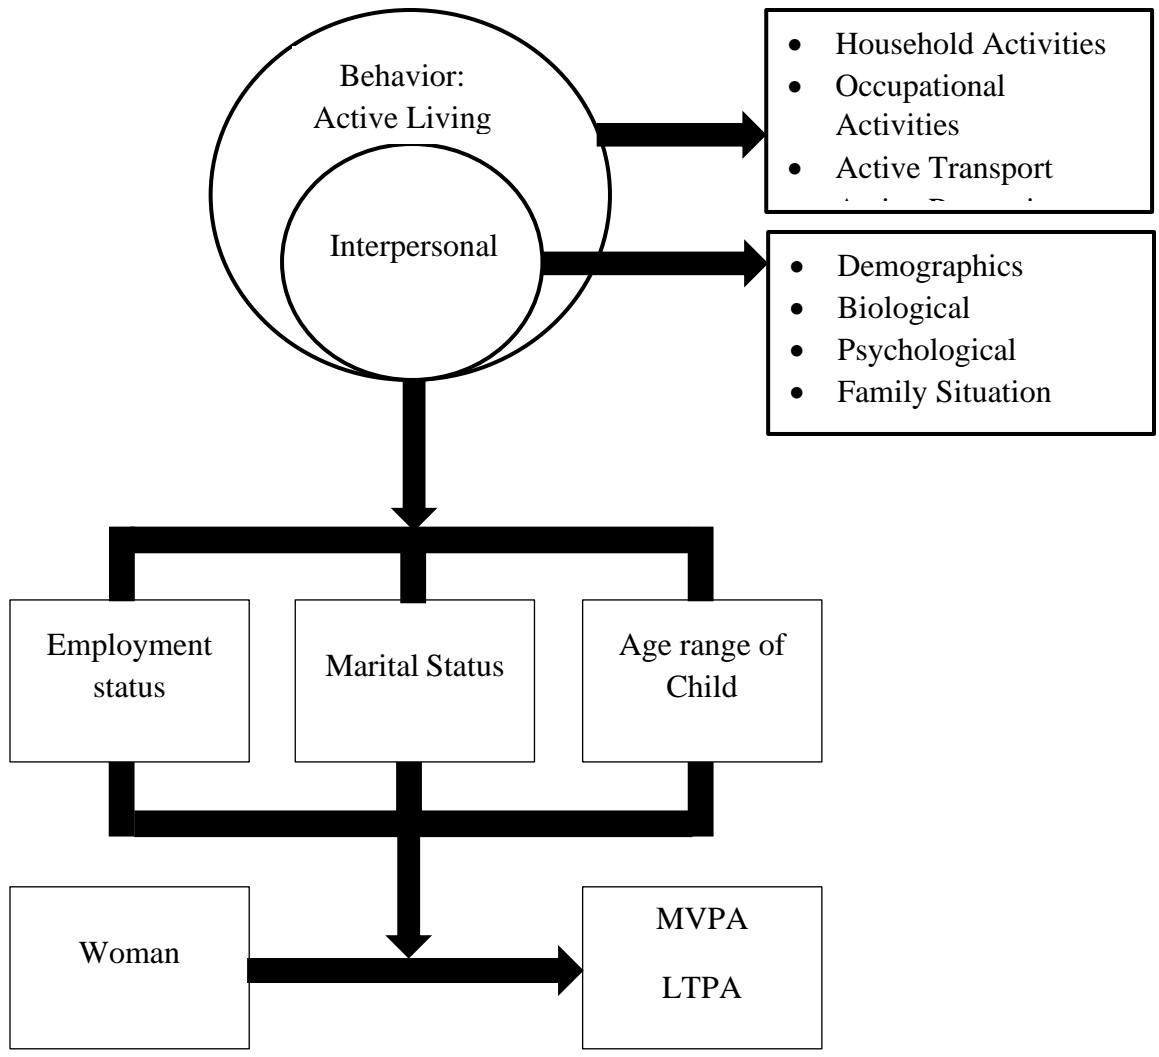 Behavior:
Active Living
Interpersonal
• Household Activities
• Occupational
Activities
• Active Transport
• Demographics
• Biological
• Psychological
• Family Situation
Employment
status
Marital Status
Age range of
Child
Woman
MVPA
LTPA